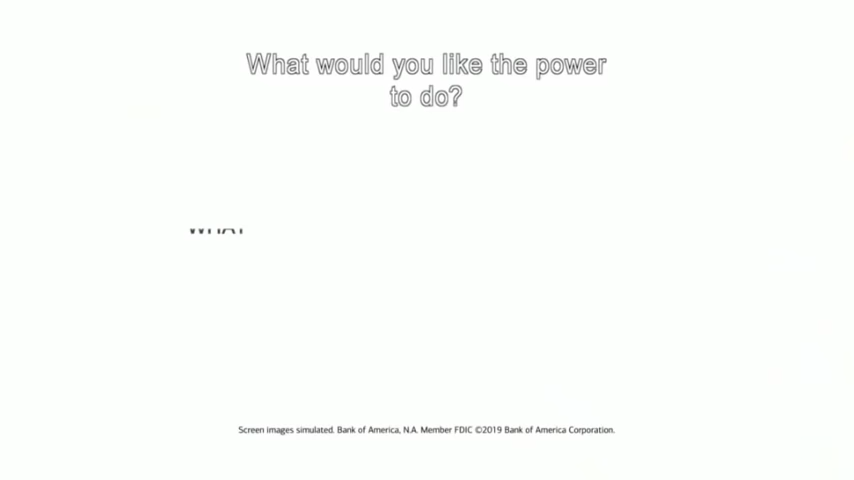 What would you like the power
to do?
WHAT
Screen images simulated. Bank of America, N.A. Member FDIC ©2019 Bank of America Corporation.